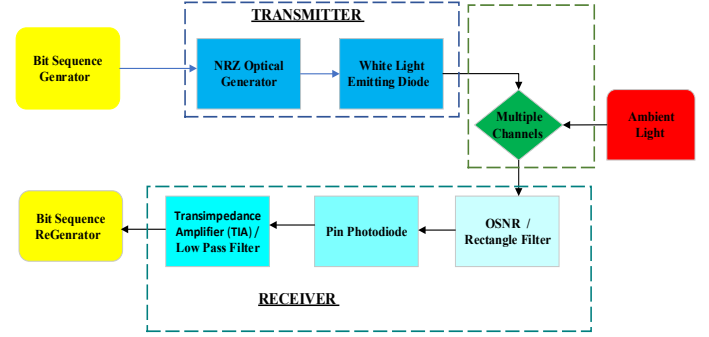 TRANSMITTER
Bit Sequence
Genrator
NRZ Optical
Generator
White Light
Emitting Diode
Multiple
Channels
Ambient
Light
Bit Sequence
ReGenrator
Transimpedance
Amplifier (TIA) /
Low Pass Filter
Pin Photodiode
OSNR /
Rectangle Filter
RECEIVER